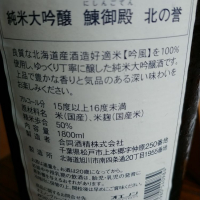 にしんごてん
純米大吟醸 鰊御殿 北の誉
良質な北海道産酒造好適米【吟風】を100%
使用し、ゆっくり丁寧に醸した純米大吟醸酒です。
上品で豊かな香りと気品のある深い味わいを
お楽しみください。
アルコール分 15度以上16度未満
原材料名 米(国産)、米麹(国産米)
精米歩合 50%
内容量 1800ml
合同酒精株式会社
千葉県松戸市上本郷字仲原250番地
北海道旭川市南四条通20丁目1955番地